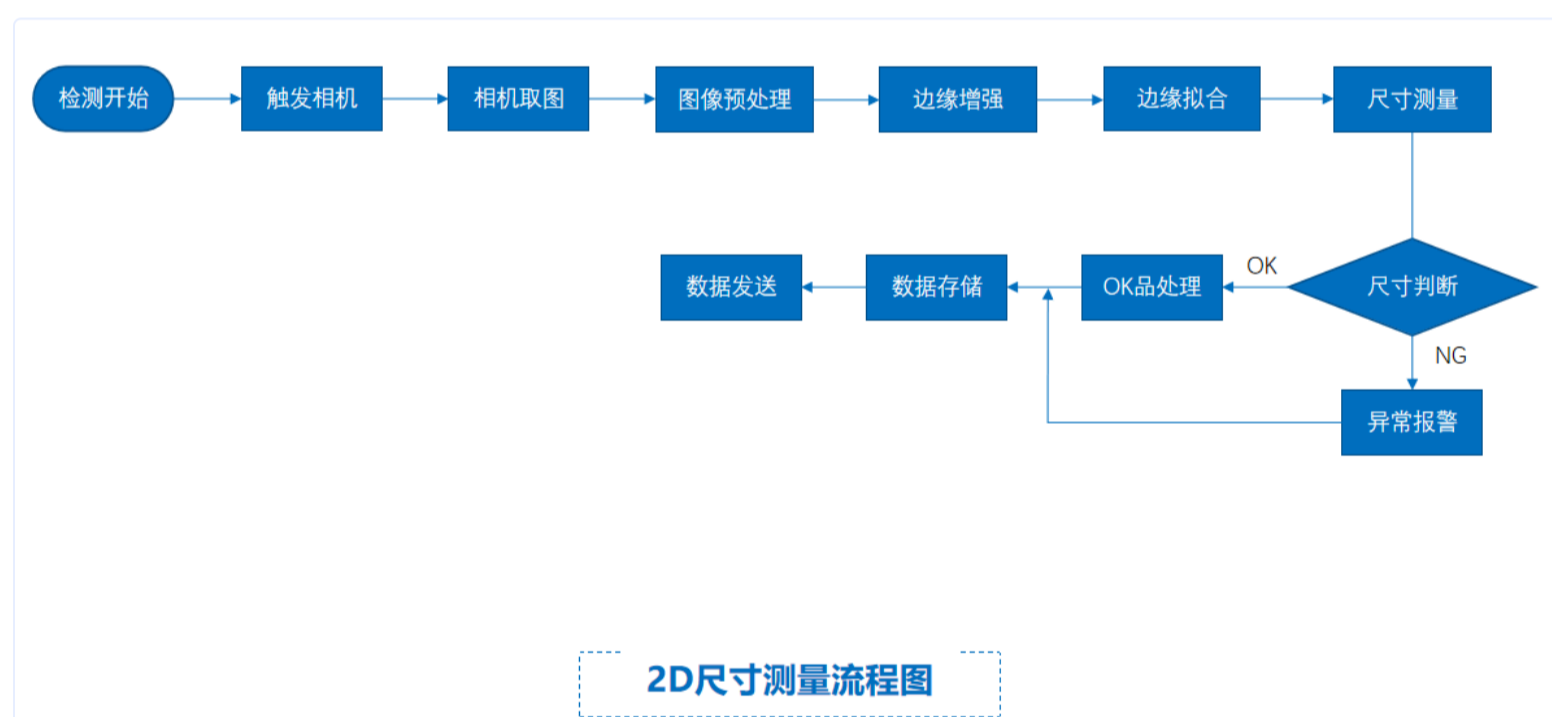 检测开始
触发相机
相机取图
图像预处理
边缘增强
边缘拟合
尺寸测量
数据发送
数据存储
OK品处理
OK
尺寸判断
NG
异常报警
2D尺寸测量流程图